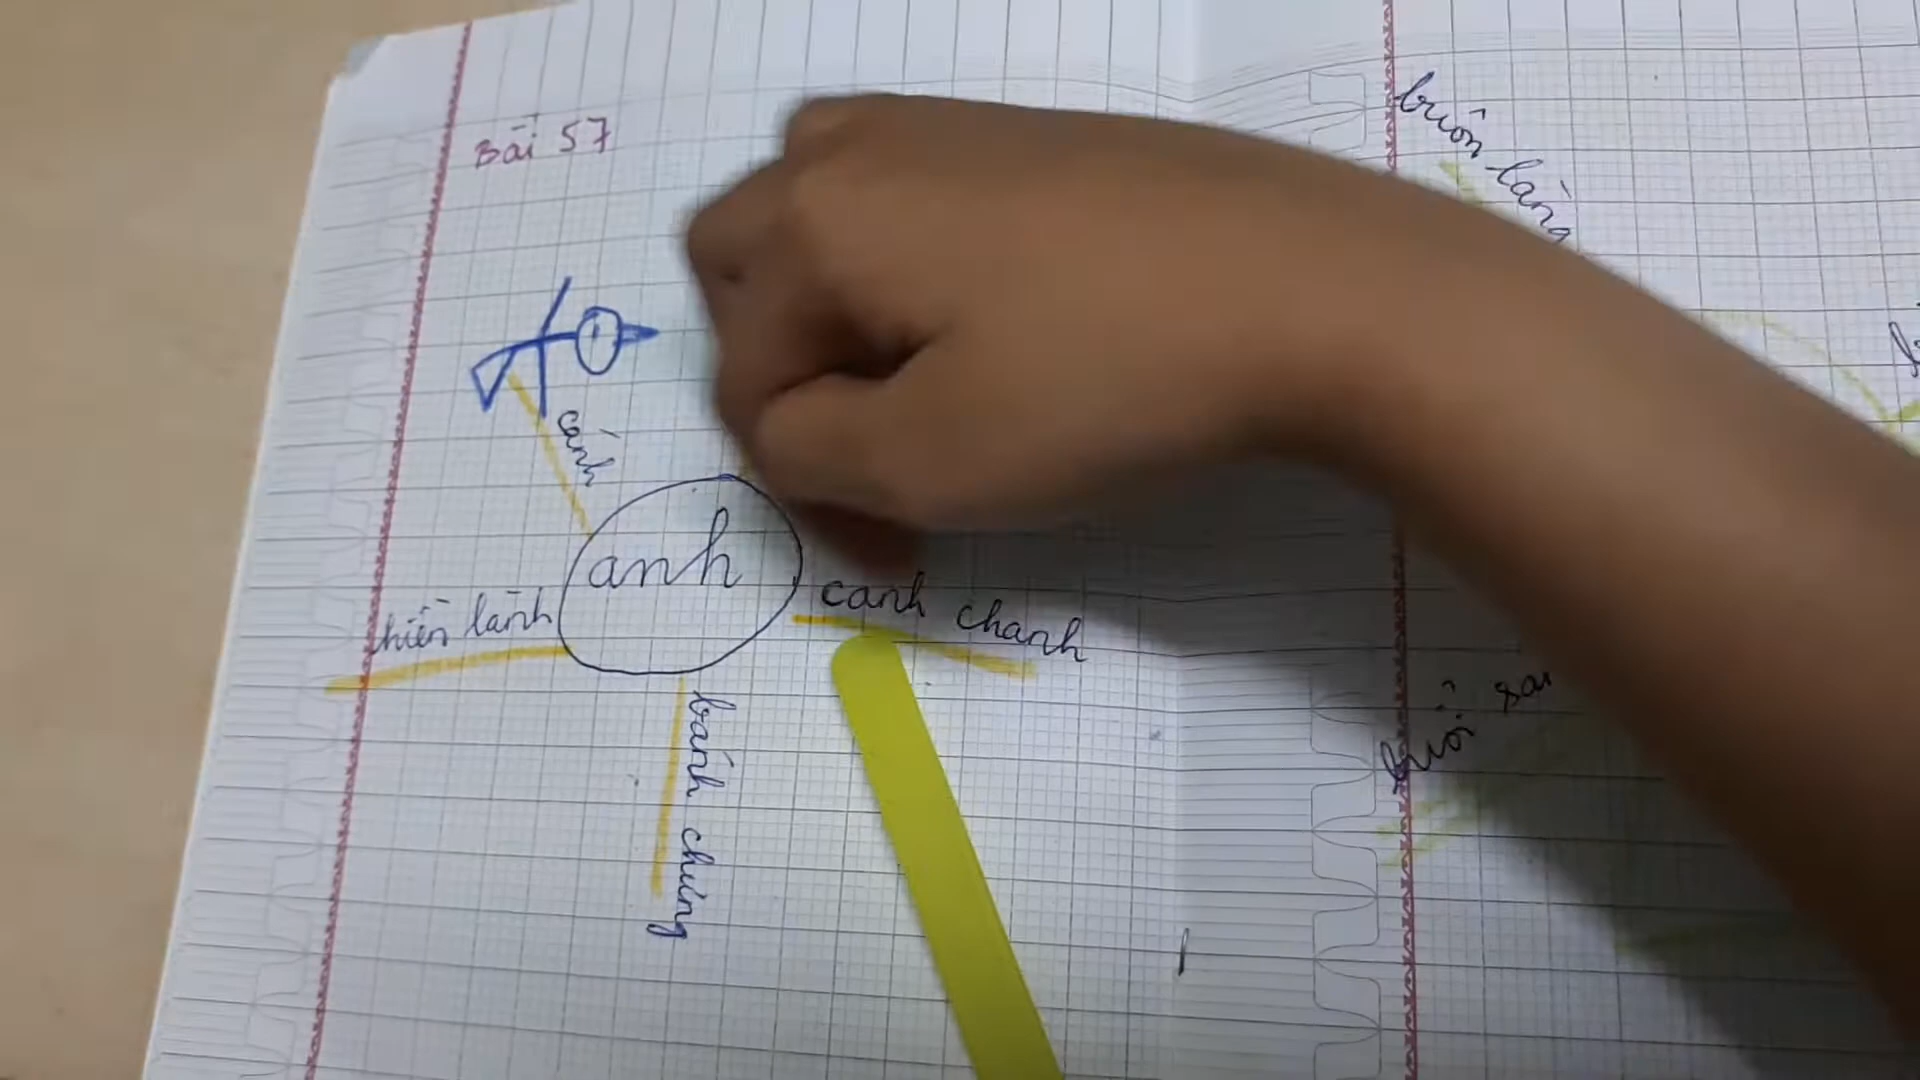 Bài 57
cánh
anh
canh chanh
hiền lành
bánh chưng
buôn làng